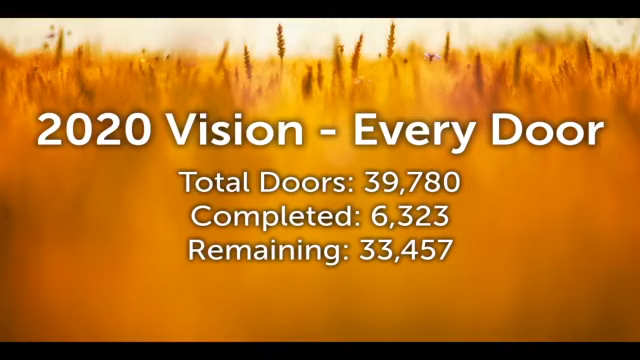 2020 Vision - Every Door
Total Doors: 39,780
Completed: 6,323
Remaining: 33,457